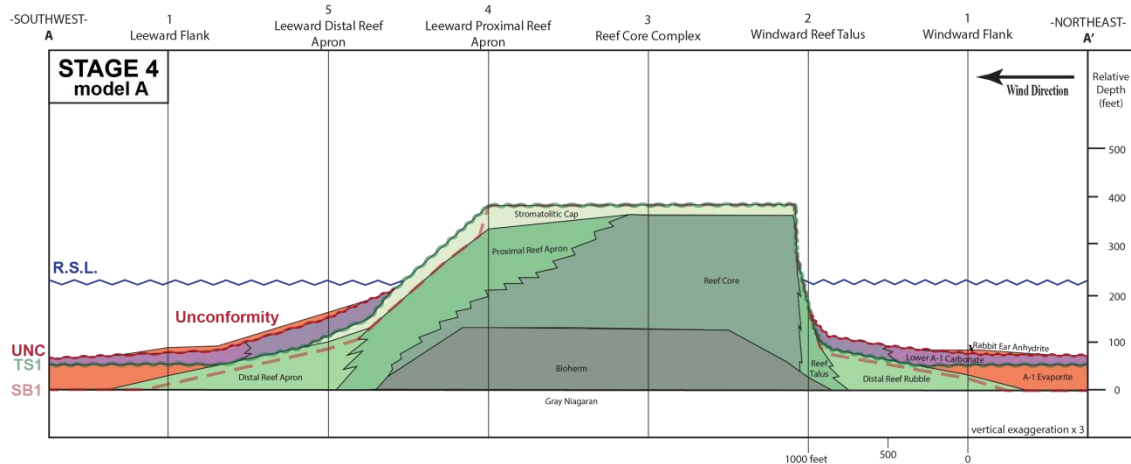 -SOUTHWEST-
A
1
Leeward Flank
5
Leeward Distal Reef
Apron
4
Leeward Proximal Reef
Apron
3
Reef Core Complex
2
Windward Reef Talus
1
Windward Flank
-NORTHEAST-
A'
STAGE 4
model A
Wind Direction
Relative
Depth
(feet)
500
400
300
200
100
0
Stromatolitic Cap
Proximal Reef Apron
Reef Core
R.S.L.
Unconformity
UNC
TS1
SB1
Rabbit Ear Anhydrite
Lower A-1 Carbonate
A-1 Evaporite
Distal Reef Apron
Bioherm
Reef
Talus
Distal Reef Rubble
Gray Niagaran
vertical exaggeration x 3
1000 feet
500
0